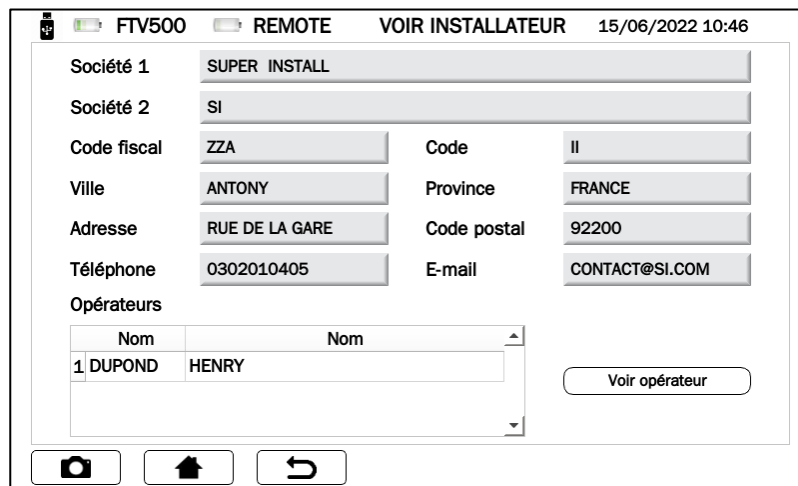 FTV500 REMOTE VOIR INSTALLATEUR 15/06/2022 10:46
Société 1 SUPER INSTALL
Société 2 SI
Code fiscal ZZA Code II
Ville ANTONY Province FRANCE
Adresse RUE DE LA GARE Code postal 92200
Téléphone 0302010405 E-mail CONTACT@SI.COM
Opérateurs
Nom Nom
1 DUPOND HENRY
Voir opérateur